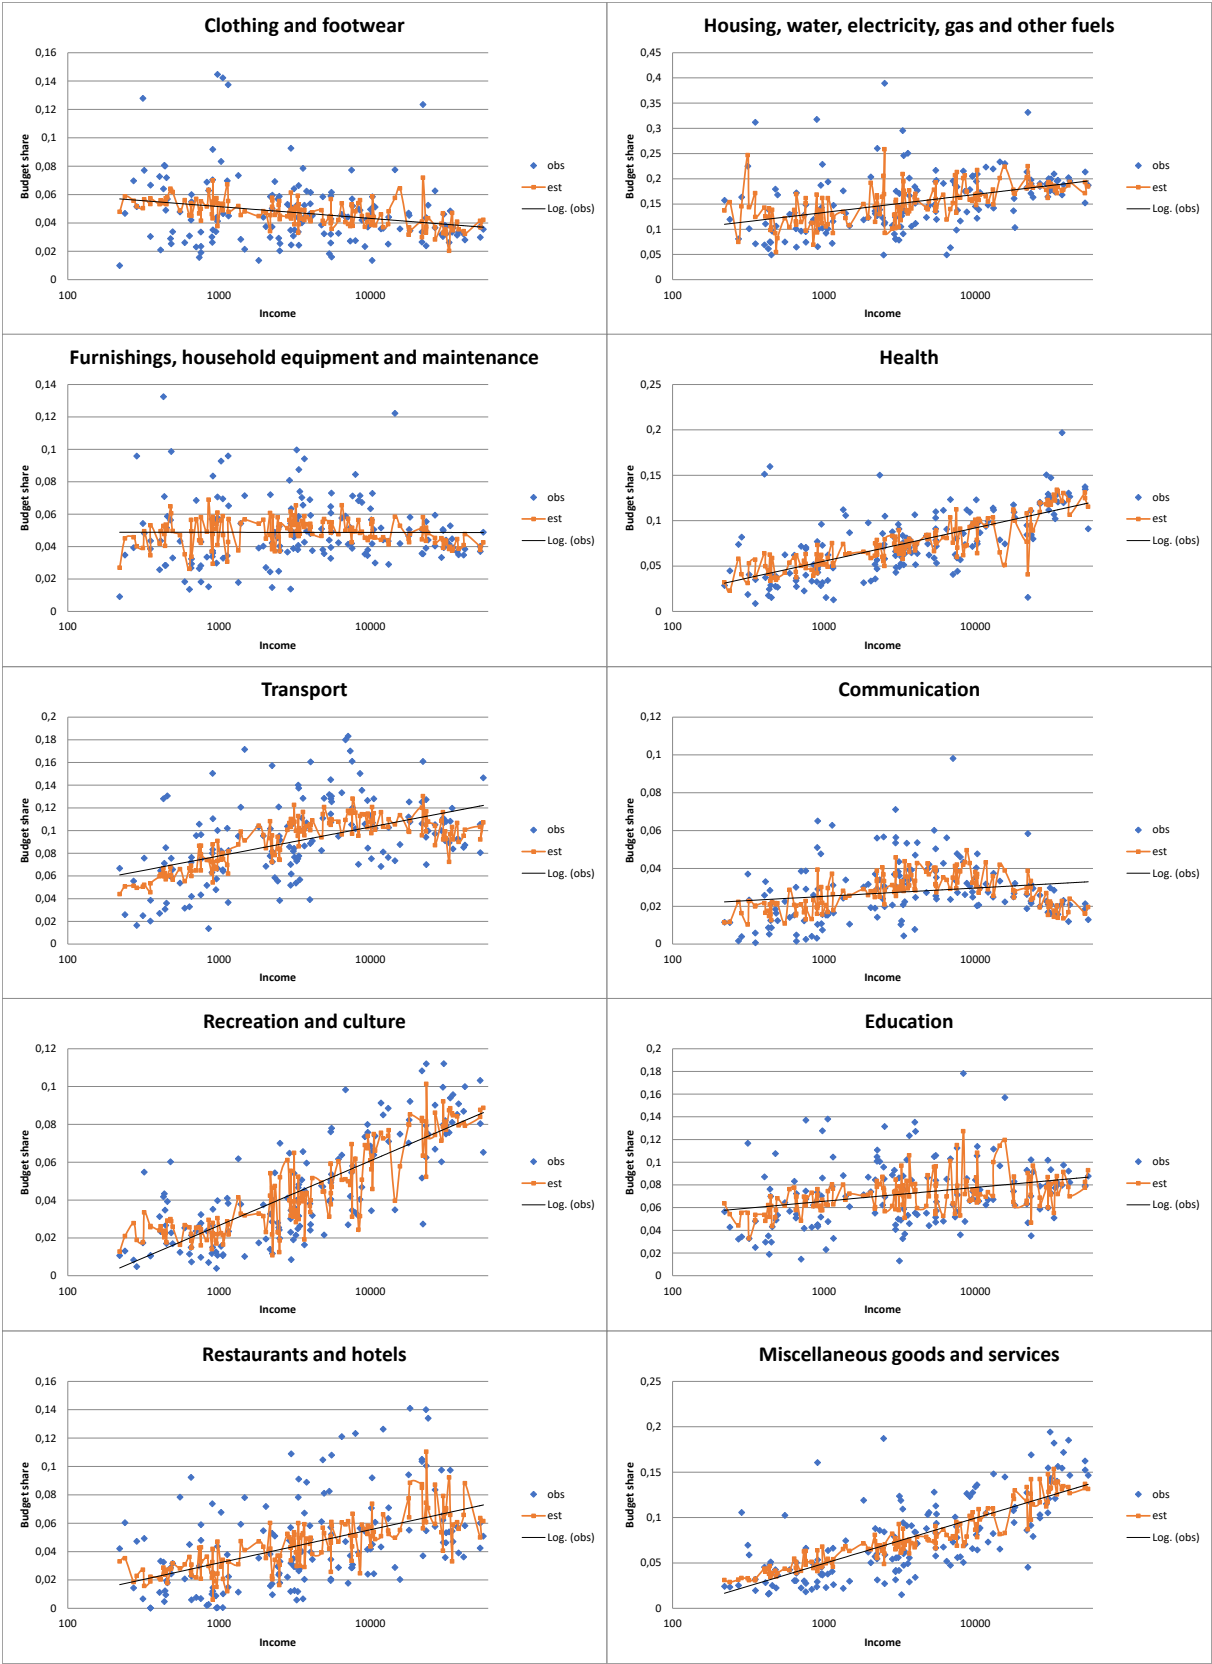 Clothing and footwear
0,16
0,14
0,12
0,1
0,08
0,06
0,04
0,02
0
Budget share
100
1000
10000
Income
obs
est
Log. (obs)
Housing, water, electricity, gas and other fuels
0,45
0,4
0,35
0,3
0,25
0,2
0,15
0,1
0,05
0
Budget share
100
1000
10000
Income
obs
est
Log. (obs)
Furnishings, household equipment and maintenance
0,14
0,12
0,1
0,08
0,06
0,04
0,02
0
Budget share
100
1000
10000
Income
obs
est
Log. (obs)
Health
0,25
0,2
0,15
0,1
0,05
0
Budget share
100
1000
10000
Income
obs
est
Log. (obs)
Transport
0,2
0,18
0,16
0,14
0,12
0,1
0,08
0,06
0,04
0,02
0
Budget share
100
1000
10000
Income
obs
est
Log. (obs)
Communication
0,12
0,1
0,08
0,06
0,04
0,02
0
Budget share
100
1000
10000
Income
obs
est
Log. (obs)
Recreation and culture
0,12
0,1
0,08
0,06
0,04
0,02
0
Budget share
100
1000
10000
Income
obs
est
Log. (obs)
Education
0,2
0,18
0,16
0,14
0,12
0,1
0,08
0,06
0,04
0,02
0
Budget share
100
1000
10000
Income
obs
est
Log. (obs)
Restaurants and hotels
0,16
0,14
0,12
0,1
0,08
0,06
0,04
0,02
0
Budget share
100
1000
10000
Income
obs
est
Log. (obs)
Miscellaneous goods and services
0,25
0,2
0,15
0,1
0,05
0
Budget share
100
1000
10000
Income
obs
est
Log. (obs)